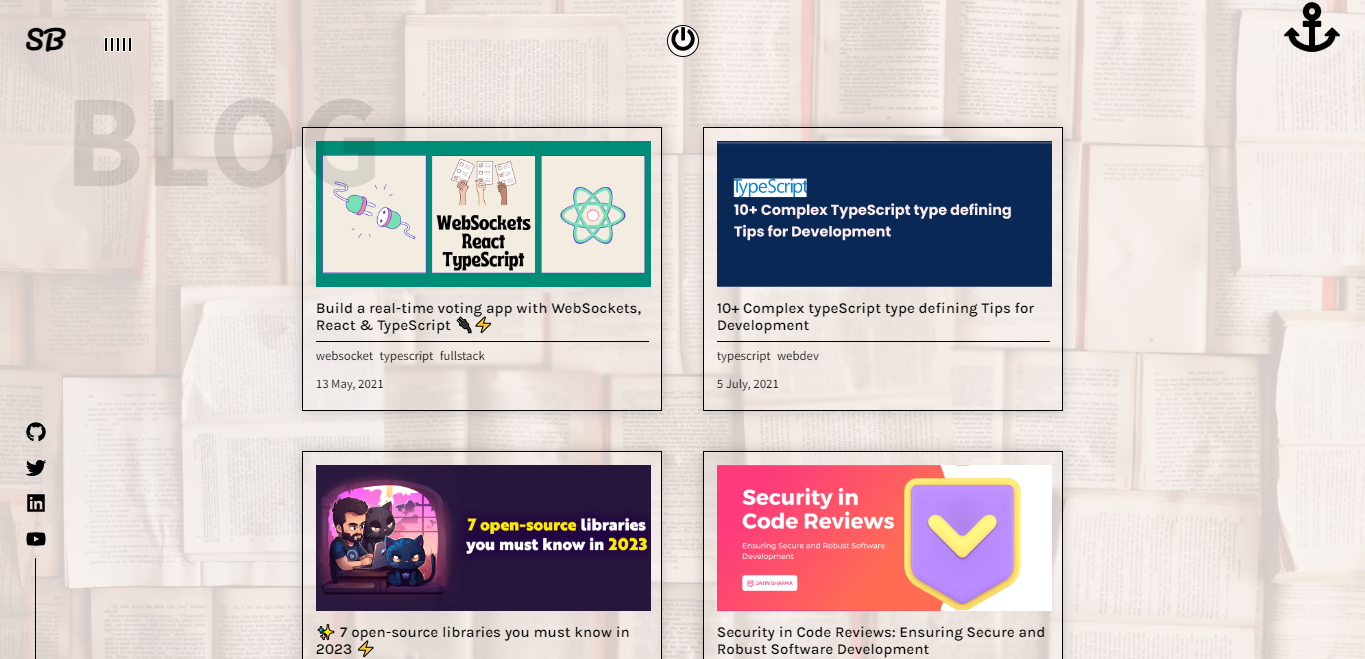 SB
BLOG
WebSockets
React
TypeScript
Build a real-time voting app with WebSockets,
React & TypeScript 🔌⚡
websocket typescript fullstack
13 May, 2021
TypeScript
10+ Complex TypeScript type defining
Tips for Development
10+ Complex typeScript type defining Tips for
Development
typescript webdev
5 July, 2021
7 open-source libraries
you must know in 2023
✨ 7 open-source libraries you must know in
2023 ⚡
Security in
Code Reviews
Ensuring Secure and Robust Software
Development
JATIN SHARMA
Security in Code Reviews: Ensuring Secure and
Robust Software Development